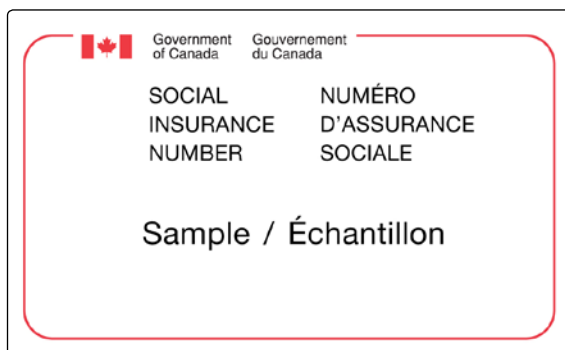 Government Gouvernement
of Canada du Canada
SOCIAL NUMÉRO
INSURANCE D'ASSURANCE
NUMBER SOCIALE
Sample / Échantillon